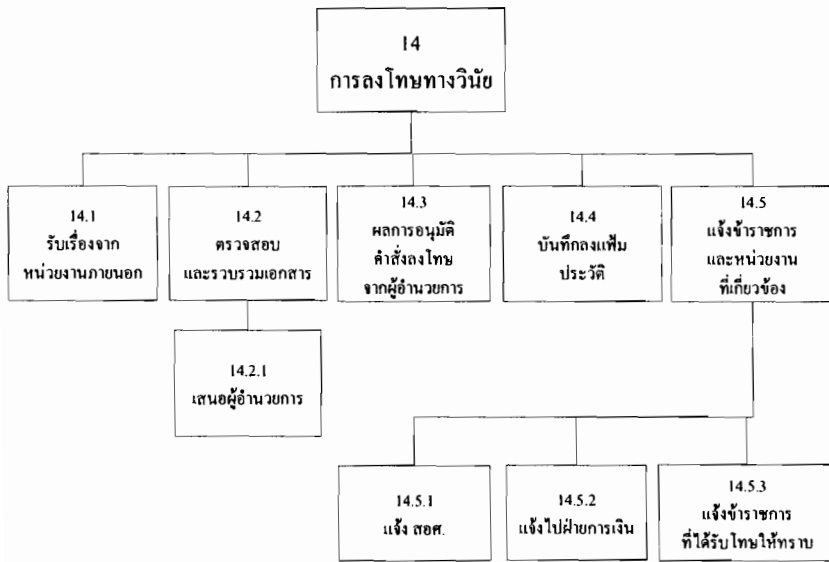 14
การลงโทษทางวินัย
14.1
รับเรื่องจาก
หน่วยงานภายนอก
14.2
ตรวจสอบ
และรวบรวมเอกสาร
14.3
ผลการอนุมัติ
คำสั่งลงโทษ
จากผู้อำนวยการ
14.4
บันทึกลงแฟ้ม
ประวัติ
14.5
แจ้งข้าราชการ
และหน่วยงาน
ที่เกี่ยวข้อง
14.2.1
เสนอผู้อำนวยการ
14.5.1
แจ้ง สอศ.
14.5.2
แจ้งไปฝ่ายการเงิน
14.5.3
แจ้งข้าราชการ
ที่ได้รับโทษให้ทราบ